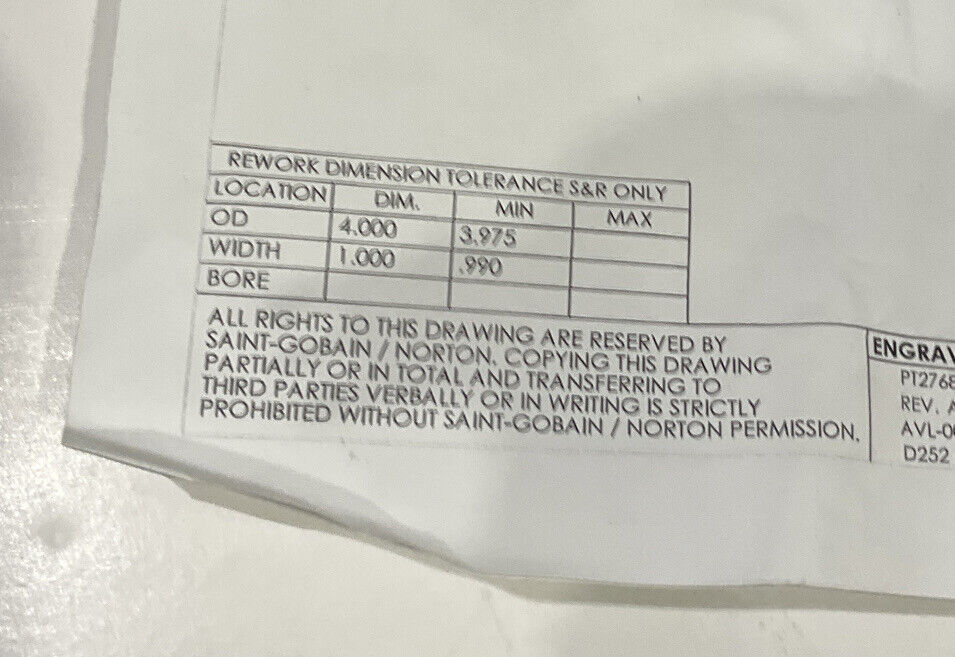 REWORK DIMENSION TOLERANCE S&R ONLY
LOCATION DIM. MIN MAX
OD 4.000 3.975
WIDTH 1.000 .990
BORE
ALL RIGHTS TO THIS DRAWING ARE RESERVED BY
SAINT-GOBAIN / NORTON. COPYING THIS DRAWING
PARTIALLY OR IN TOTAL AND TRANSFERRING TO
THIRD PARTIES VERBALLY OR IN WRITING IS STRICTLY
PROHIBITED WITHOUT SAINT-GOBAIN / NORTON PERMISSION.
REV. A
D252